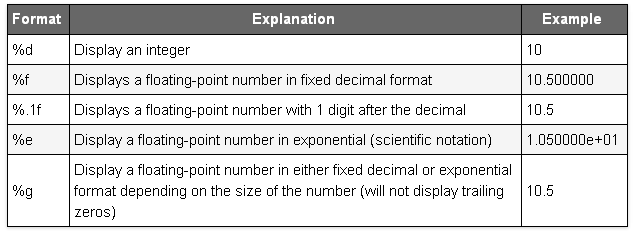 Format Explanation Example
%d Display an integer 10
%f Displays a floating-point number in fixed decimal format 10.500000
%.1f Displays a floating-point number with 1 digit after the decimal 10.5
%e Display a floating-point number in exponential (scientific notation) 1.050000e+01
Display a floating-point number in either fixed decimal or exponential
%g format depending on the size of the number (will not display trailing 10.5
zeros)